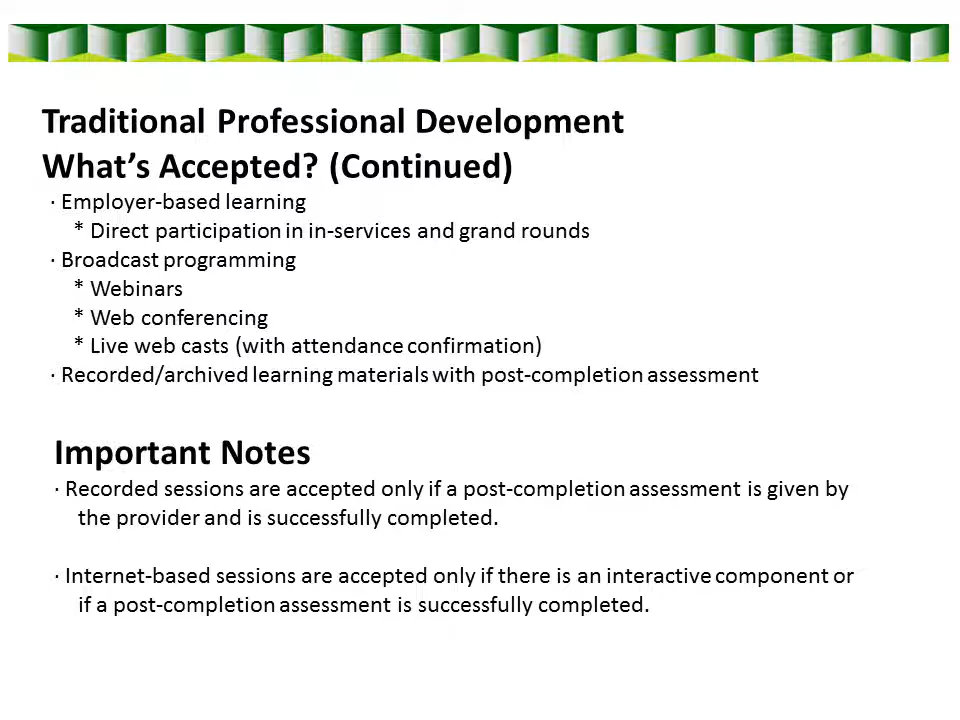 Traditional Professional Development
What’s Accepted? (Continued)
· Employer-based learning
* Direct participation in in-services and grand rounds
· Broadcast programming
* Webinars
* Web conferencing
* Live web casts (with attendance confirmation)
· Recorded/archived learning materials with post-completion assessment
Important Notes
· Recorded sessions are accepted only if a post-completion assessment is given by
the provider and is successfully completed.
· Internet-based sessions are accepted only if there is an interactive component or
if a post-completion assessment is successfully completed.